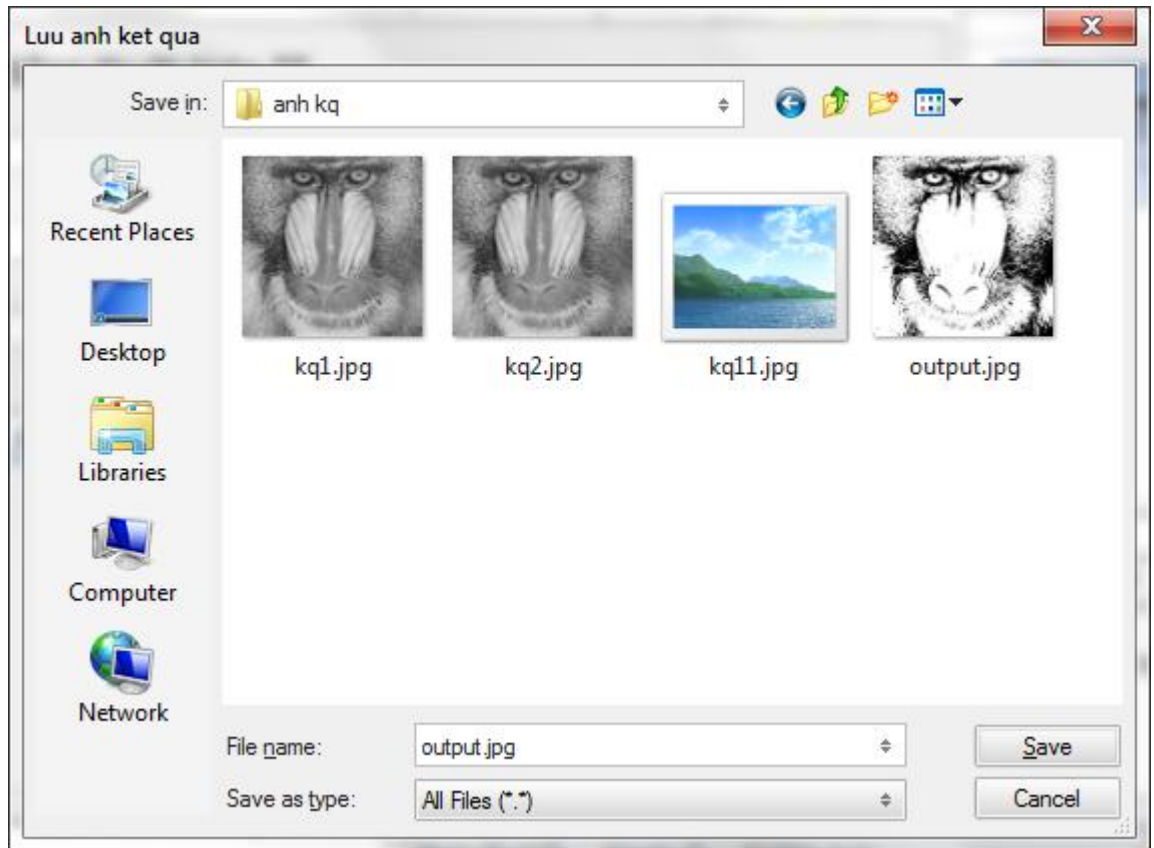 Luu anh ket qua
Save in:
anh kq
Recent Places
Desktop
Libraries
Computer
Network
kq1.jpg
kq2.jpg
kq11.jpg
output.jpg
File name:
output.jpg
Save
Save as type:
All Files (*.*)
Cancel